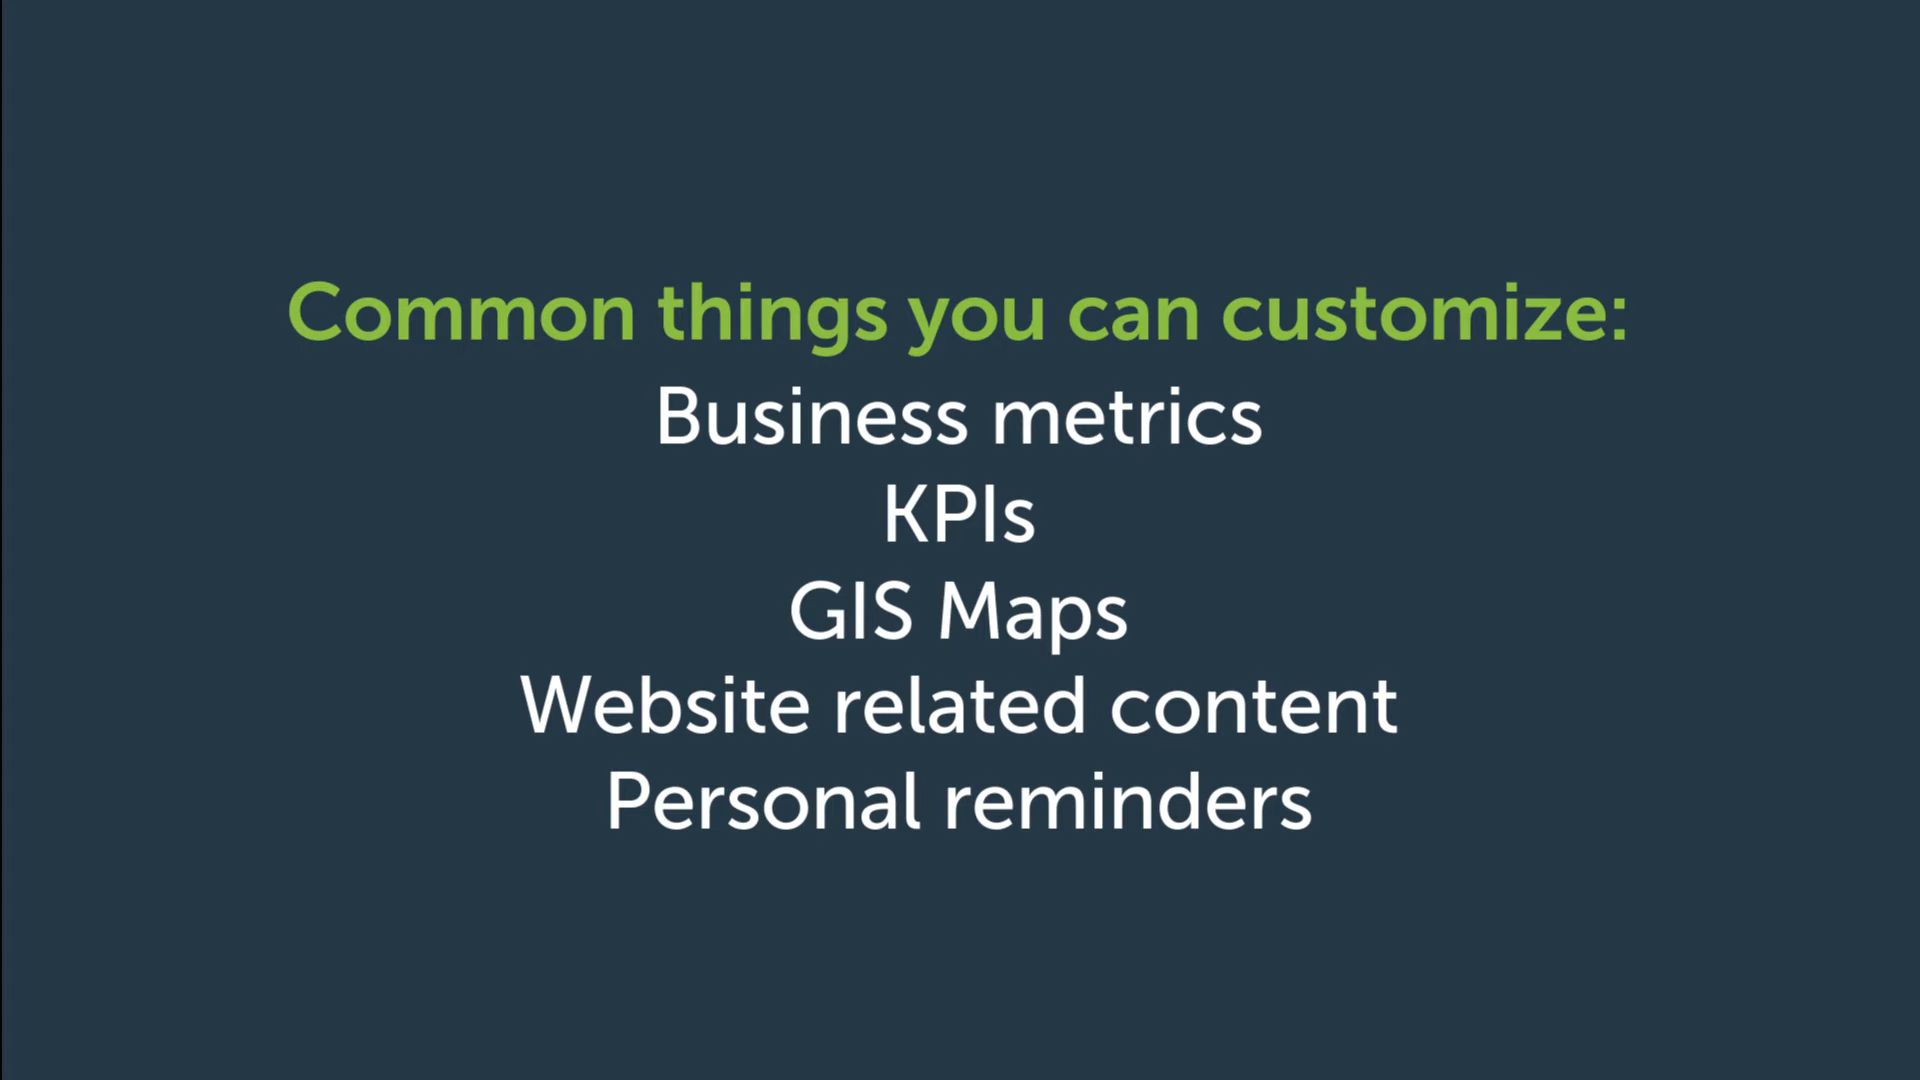 Common things you can customize:
Business metrics
KPIs
GIS Maps
Website related content
Personal reminders